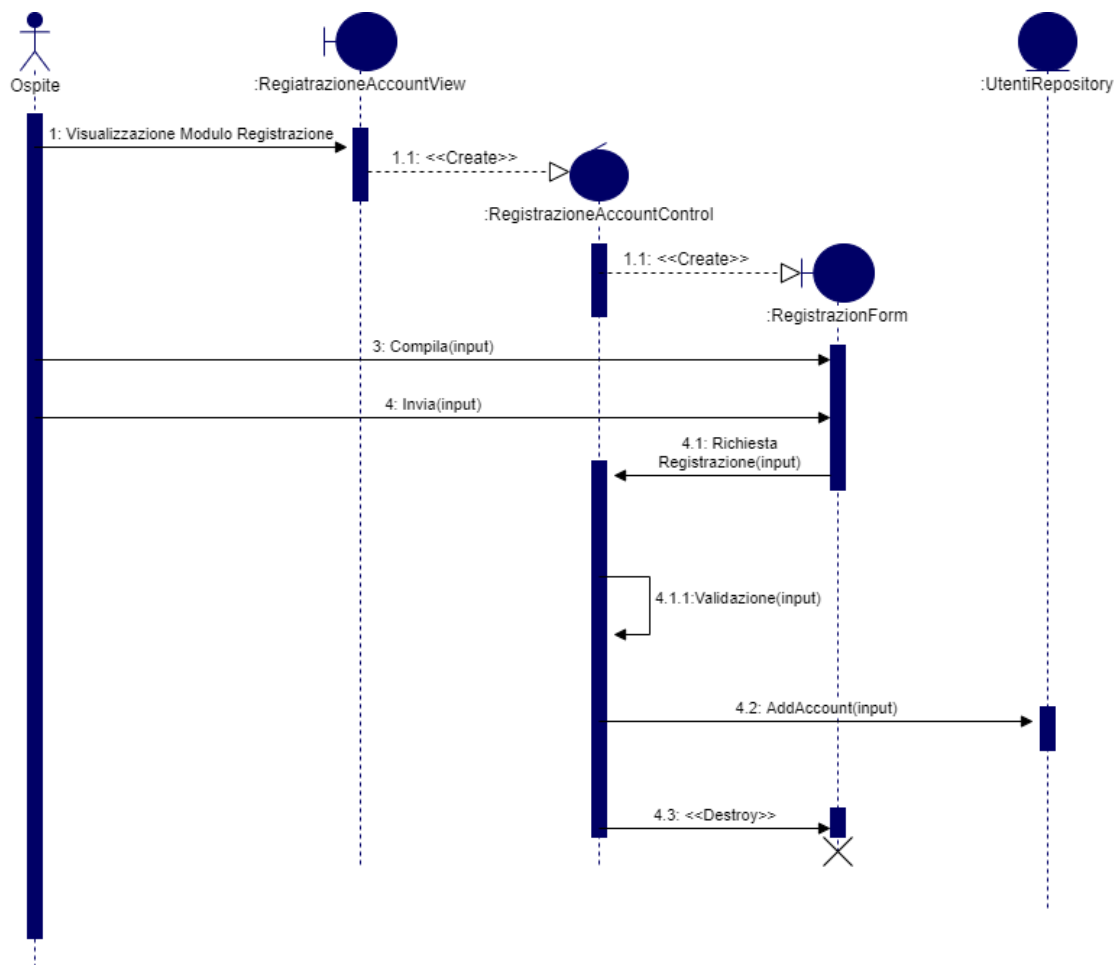 Ospite
:RegiatrazioneAccountView
:UtentiRepository
1: Visualizzazione Modulo Registrazione
1.1: <<Create>>
:RegistrazioneAccountControl
1.1: <<Create>>
:RegistrazionForm
3: Compila(input)
4: Invia(input)
4.1: Richiesta
Registrazione(input)
4.1.1:Validazione(input)
4.2: AddAccount(input)
4.3: <<Destroy>>